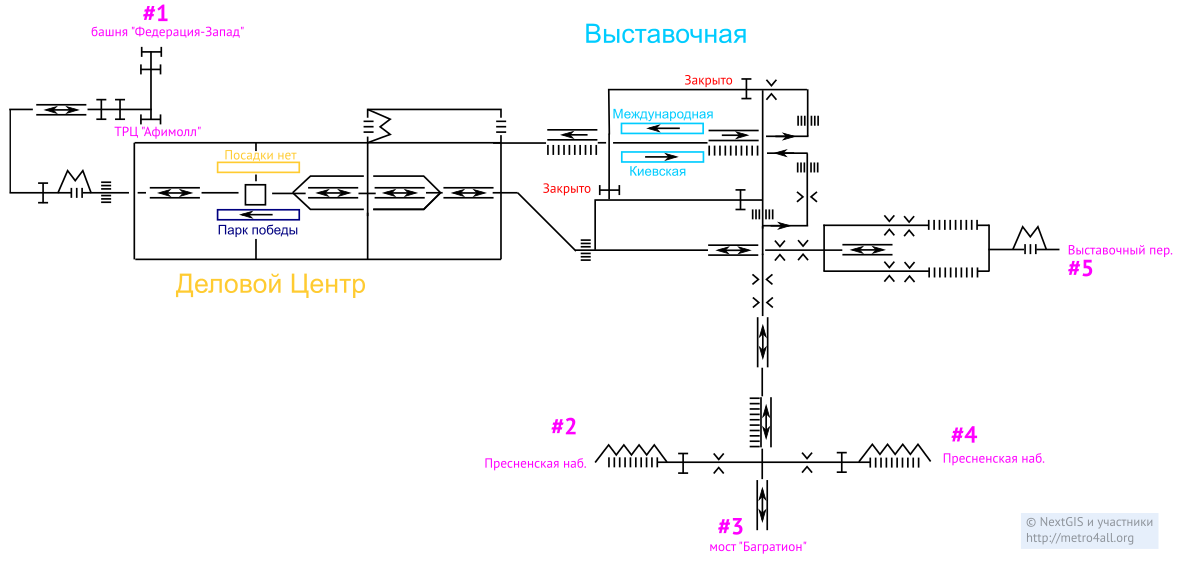 #1
башня "Федерация-Запад"
Выставочная
Закрыто
Международная
ТРЦ "Афимолл"
Посадки нет
Киевская
Закрыто
Парк победы
Выставочный пер.
#5
Деловой Центр
#2
#4
Пресненская наб.
Пресненская наб.
#3
мост "Багратион"
© NextGIS и участники
http://metro4all.org